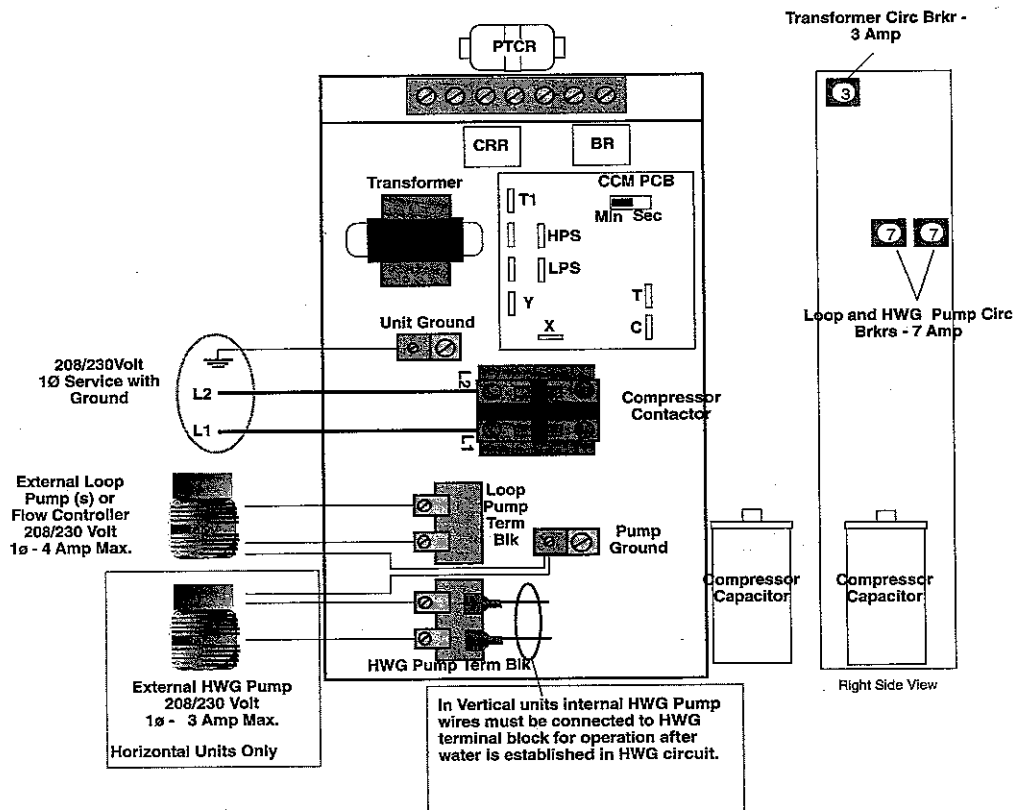 Transformer Circ Brkr -
3 Amp
PTCR
3
CRR
BR
Transformer
CCM PCB
T1
Min Sec
HPS
LPS
7
7
Y
T
X
C
Loop and HWG Pump Circ
Brkrs - 7 Amp
Unit Ground
208/230Volt
1Ø Service with
Ground
L2
L1
L2
L1
Compressor
Contactor
External Loop
Pump (s) or
Flow Controller
208/230 Volt
1ø - 4 Amp Max.
Loop
Pump
Term
Blk
Pump
Ground
Compressor
Capacitor
Compressor
Capacitor
HWG Pump Term Blk
External HWG Pump
208/230 Volt
1ø - 3 Amp Max.
Horizontal Units Only
In Vertical units internal HWG Pump
wires must be connected to HWG
terminal block for operation after
water is established in HWG circuit.
Right Side View